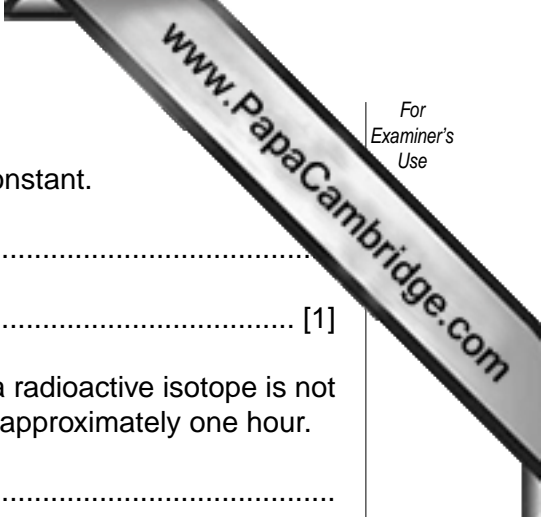 www.PapaCambridge.com
For
Examiner's
Use
onstant.
..........................................
...................................... [1]
a radioactive isotope is not
approximately one hour.
..........................................